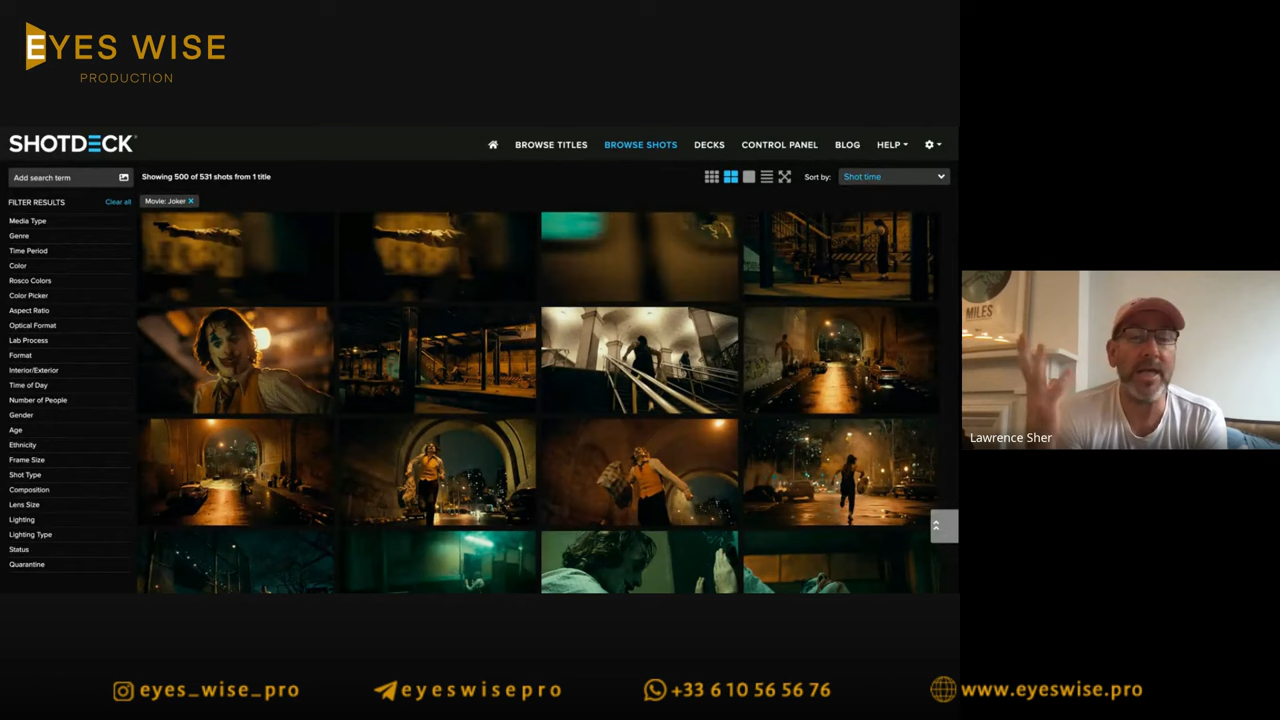 EYES WISE
PRODUCTION
SHOTDECK
BROWSE TITLES
BROWSE SHOTS
DECKS
CONTROL PANEL
BLOG
HELP
Add search term
Showing 500 of 531 shots from 1 title
Sort by:
Shot time
FILTER RESULTS
Clear all
Movie: Joker ×
Media Type
Genre
Time Period
Color
Rosco Colors
Color Picker
Aspect Ratio
Optical Format
Lab Process
Format
Interior/Exterior
Time of Day
Number of People
Gender
Age
Ethnicity
Frame Size
Shot Type
Composition
Lens Size
Lighting
Lighting Type
Status
Quarantine
MILES
Lawrence Sher
eyes_wise_pro
eyeswisepro
+33 6 10 56 56 76
www.eyeswise.pro